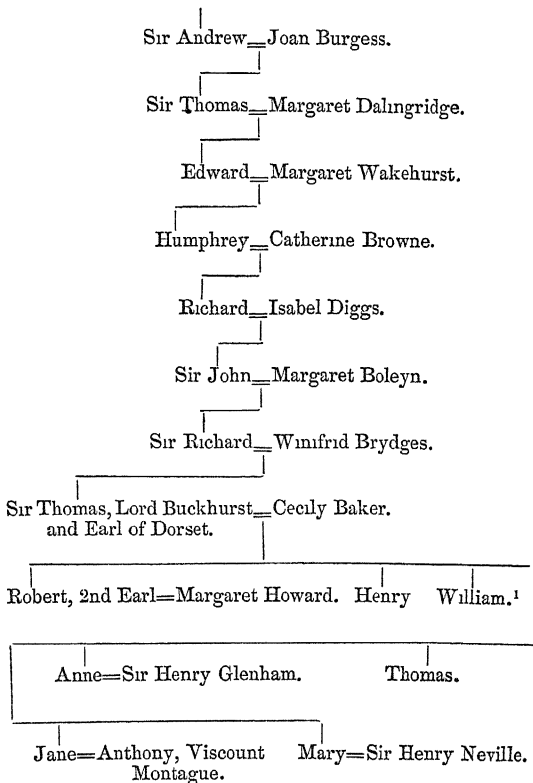 Sir Andrew=Joan Burgess.
Sir Thomas=Margaret Dalingridge.
Edward=Margaret Wakehurst.
Humphrey=Catherine Browne.
Richard=Isabel Diggs.
Sir John=Margaret Boleyn.
Sir Richard=Winifrid Brydges.
Sir Thomas, Lord Buckhurst=Cecily Baker.
and Earl of Dorset.
Robert, 2nd Earl=Margaret Howard. Henry William.¹
Anne=Sir Henry Glenham. Thomas.
Jane=Anthony, Viscount Mary=Sir Henry Neville.
Montague.